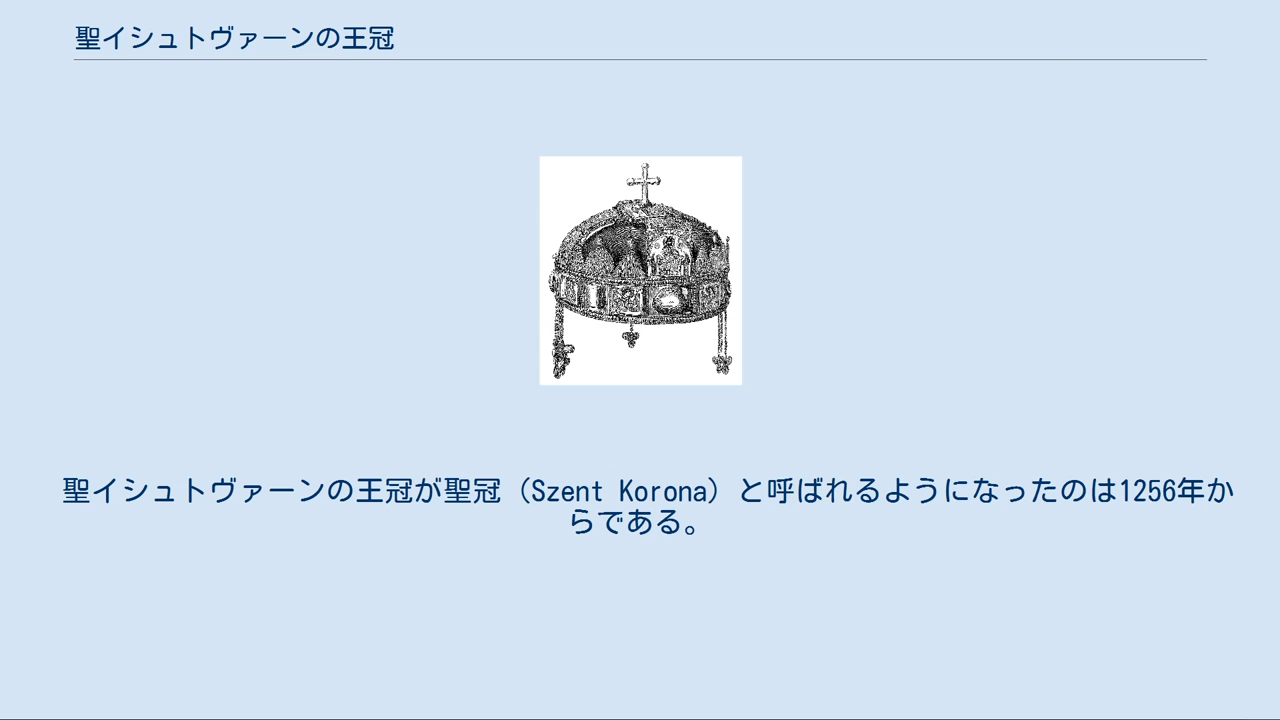 聖イシュトヴァーンの王冠
聖イシュトヴァーンの王冠が聖冠（Szent Korona）と呼ばれるようになったのは1256年か
らである。